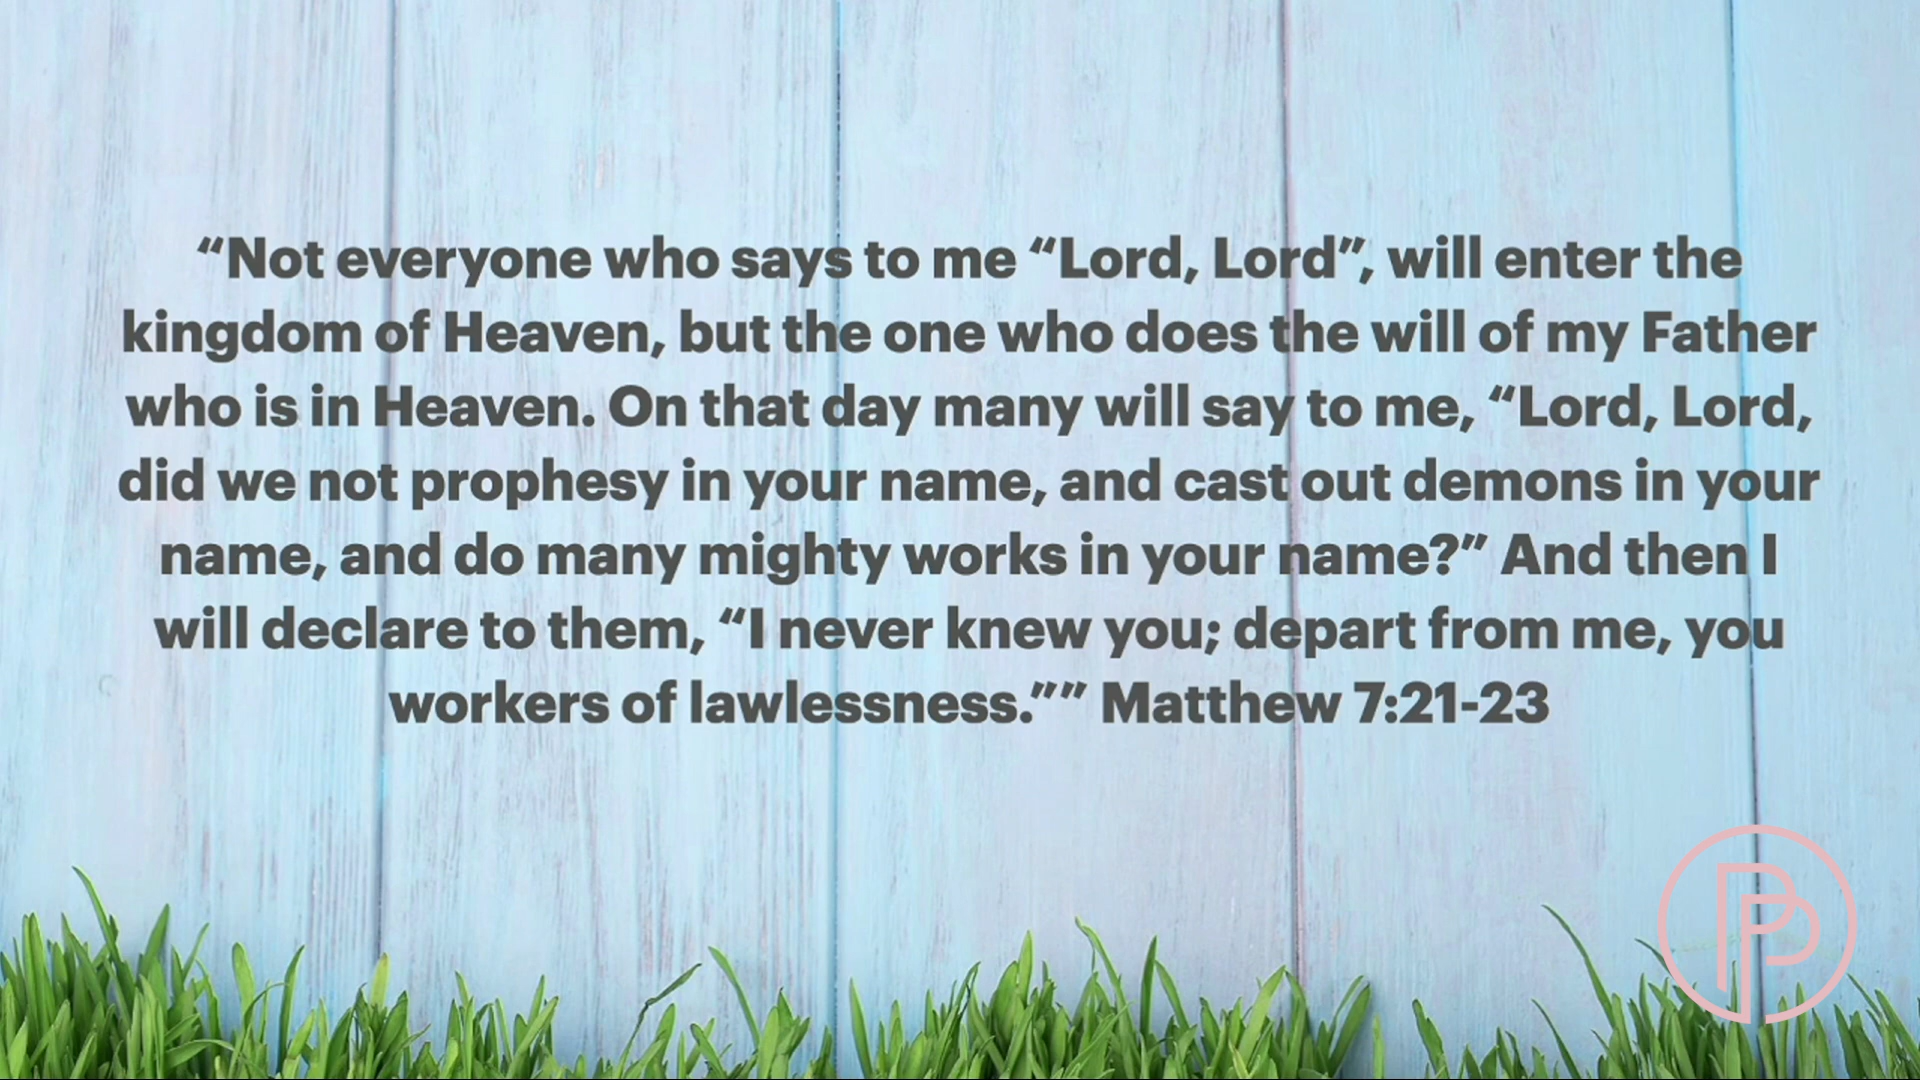 “Not everyone who says to me “Lord, Lord”, will enter the
kingdom of Heaven, but the one who does the will of my Father
who is in Heaven. On that day many will say to me, “Lord, Lord,
did we not prophesy in your name, and cast out demons in your
name, and do many mighty works in your name?” And then I
will declare to them, “I never knew you; depart from me, you
workers of lawlessness.”” Matthew 7:21-23
PP